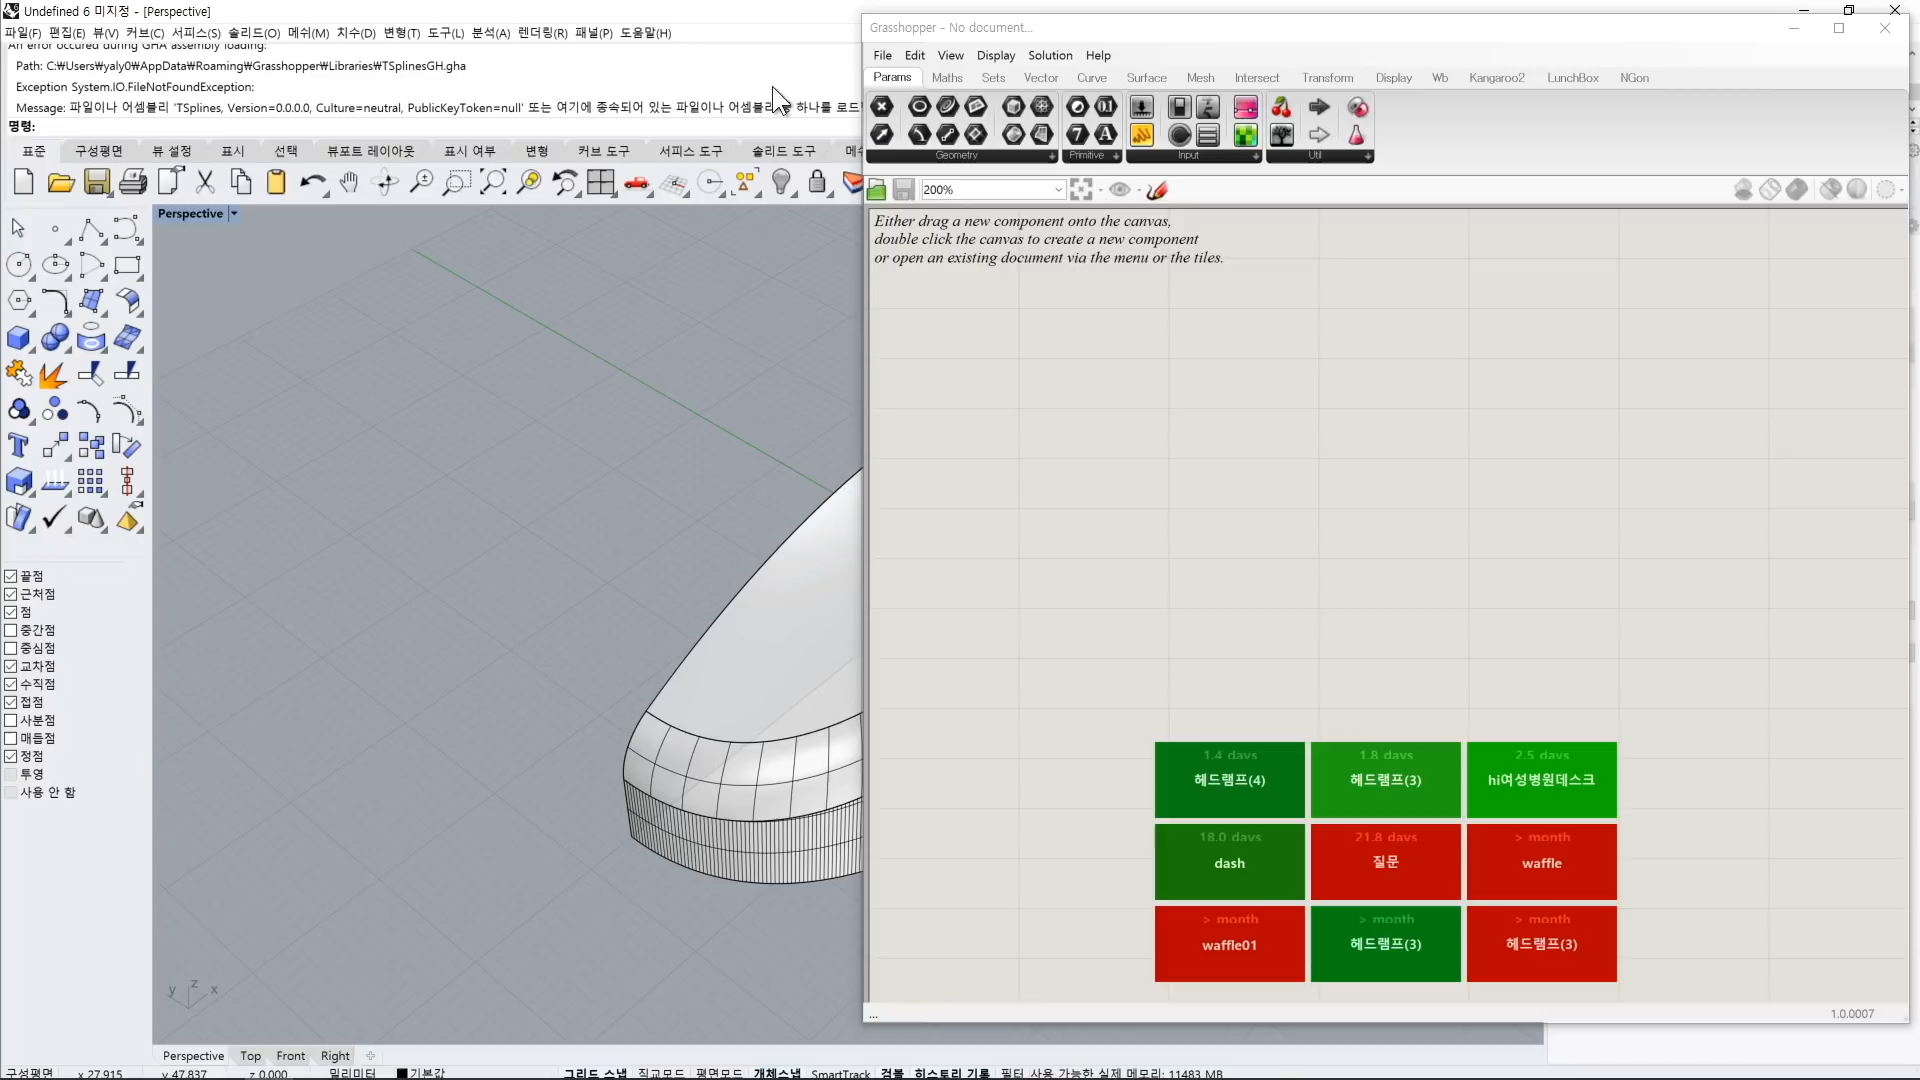 Undefined 6 미지정 - [Perspective]
파일(F) 편집(E) 뷰(V) 커브(C) 서피스(S) 솔리드(O) 메쉬(M) 치수(D) 변형(T) 도구(L) 분석(A) 렌더링(R) 패널(P) 도움말(H)
An error occured during GHA assembly loading:
Path: C:₩Users₩yaly0₩AppData₩Roaming₩Grasshopper₩Libraries₩TSplinesGH.gha
Exception System.IO.FileNotFoundException:
Message: 파일이나 어셈블리 'TSplines, Version=0.0.0.0, Culture=neutral, PublicKeyToken=null' 또는 여기에 종속되어 있는 파일이나 어셈블리 하나를 로드
명령:
표준 구성평면 뷰 설정 표시 선택 뷰포트 레이아웃 표시 여부 변형 커브 도구 서피스 도구 솔리드 도구 메수
Perspective
끝점
근처점
점
중간점
중심점
교차점
수직점
접점
사분점
매듭점
정점
투영
사용 안 함
y z x
Perspective Top Front Right
구성평면 x 27.915 y 47.837 z 0.000 밀리미터 기본값 그리드 스냅 직교모드 평면모드 개체스냅 SmartTrack 검볼 히스토리 기록 필터 사용 가능한 실제 메모리: 11483 MB
Grasshopper - No document...
File Edit View Display Solution Help
Params Maths Sets Vector Curve Surface Mesh Intersect Transform Display Wb Kangaroo2 LunchBox NGon
Geometry Primitive Input Util
200%
Either drag a new component onto the canvas,
double click the canvas to create a new component
or open an existing document via the menu or the tiles.
1.4 days 1.8 days 2.5 days
헤드램프(4) 헤드램프(3) hi여성병원데스크
18.0 days 21.8 days > month
dash 질문 waffle
> month > month > month
waffle01 헤드램프(3) 헤드램프(3)
... 1.0.0007